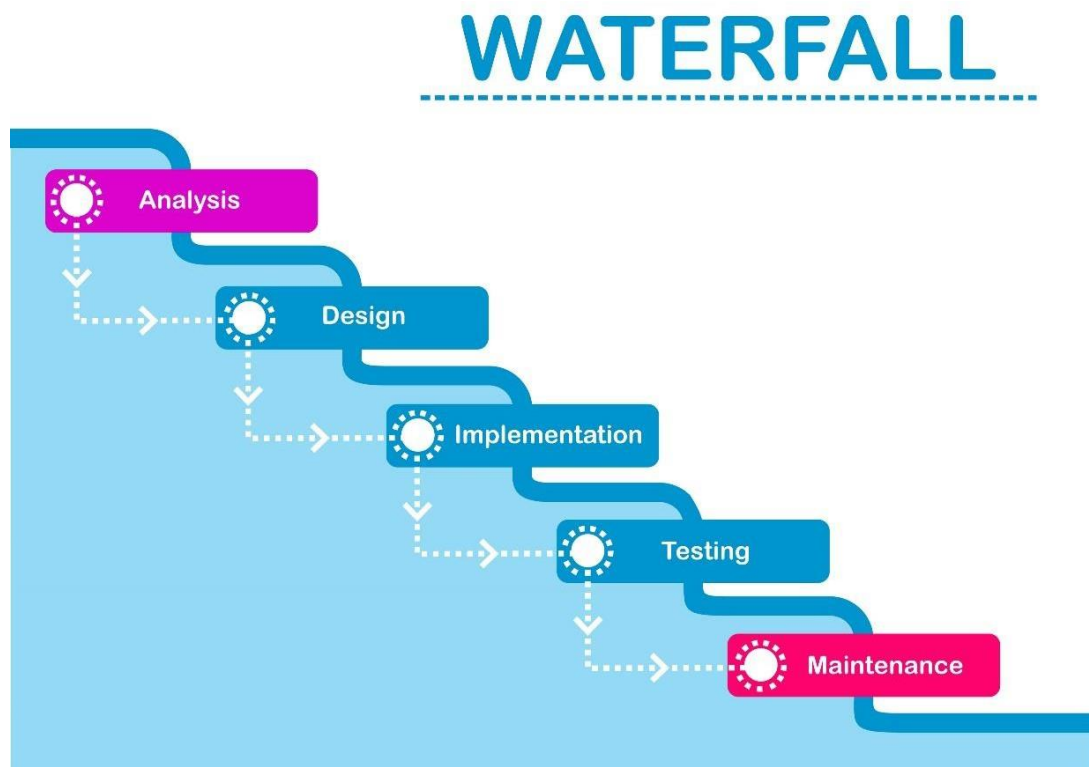 WATERFALL
Analysis
Design
Implementation
Testing
Maintenance